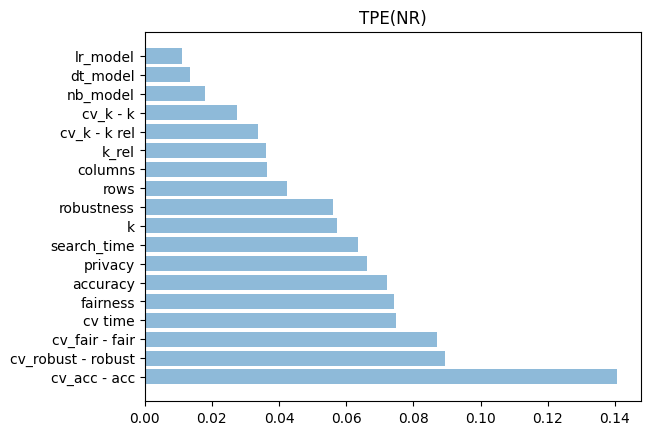 TPE(NR)
lr_model
dt_model
nb_model
cv_k - k
cv_k - k rel
k_rel
columns
rows
robustness
k
search_time
privacy
accuracy
fairness
cv time
cv_fair - fair
cv_robust - robust
cv_acc - acc
0.00 0.02 0.04 0.06 0.08 0.10 0.12 0.14